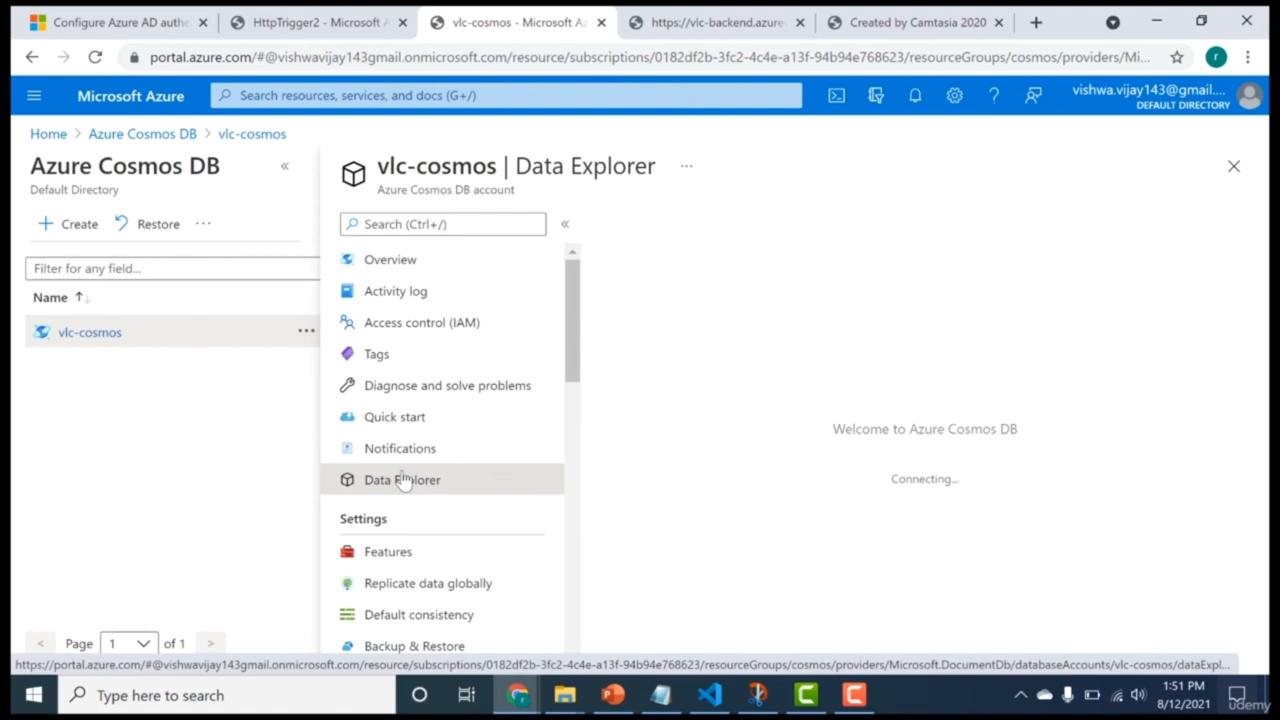 Configure Azure AD authe
HttpTrigger2 - Microsoft A
vlc-cosmos - Microsoft Az
https://vlc-backend.azurew
Created by Camtasia 2020
portal.azure.com/#@vishwavijay143gmail.onmicrosoft.com/resource/subscriptions/0182df2b-3fc2-4c4e-a13f-94b94e768623/resourceGroups/cosmos/providers/Mi...
r
Microsoft Azure
Search resources, services, and docs (G+/)
vishwa.vijay143@gmail....
DEFAULT DIRECTORY
Home > Azure Cosmos DB > vlc-cosmos
Azure Cosmos DB
Default Directory
Create
Restore
Filter for any field...
Name
vlc-cosmos
Page 1 of 1
vlc-cosmos | Data Explorer
Azure Cosmos DB account
Search (Ctrl+/)
Overview
Activity log
Access control (IAM)
Tags
Diagnose and solve problems
Quick start
Notifications
Data Explorer
Settings
Features
Replicate data globally
Default consistency
Backup & Restore
Welcome to Azure Cosmos DB
Connecting...
https://portal.azure.com/#@vishwavijay143gmail.onmicrosoft.com/resource/subscriptions/0182df2b-3fc2-4c4e-a13f-94b94e768623/resourceGroups/cosmos/providers/Microsoft.DocumentDb/databaseAccounts/vlc-cosmos/dataExpl...
Type here to search
1:51 PM
8/12/2021
udemy